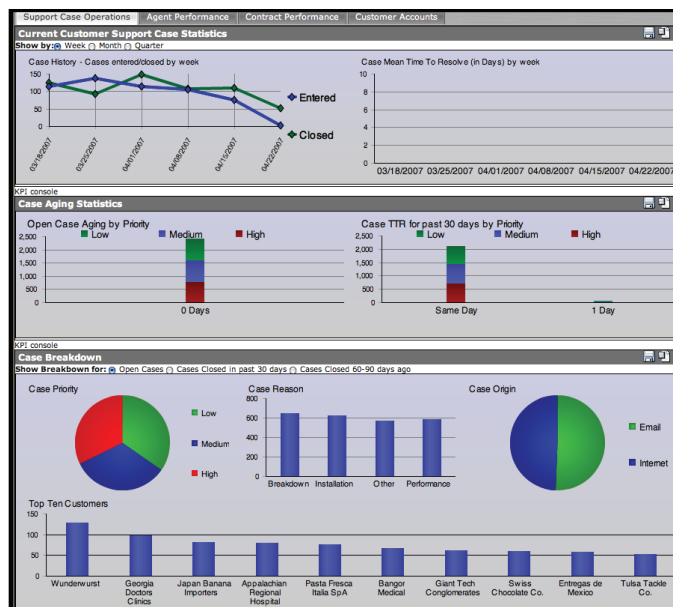 Support Case Operations Agent Performance Contract Performance Customer Accounts
Current Customer Support Case Statistics
Show by: Week Month Quarter
Case History - Cases entered/closed by week
150
100
50
0
03/18/2007 03/25/2007 04/01/2007 04/08/2007 04/15/2007 04/22/2007
Entered
Closed
Case Mean Time To Resolve (in Days) by week
10
8
6
4
2
0
03/18/2007 03/25/2007 04/01/2007 04/08/2007 04/15/2007 04/22/2007
KPI console
Case Aging Statistics
Open Case Aging by Priority
Low Medium High
2,500
2,000
1,500
1,000
500
0
0 Days
Case TTR for past 30 days by Priority
Low Medium High
2,500
2,000
1,500
1,000
500
0
Same Day 1 Day
KPI console
Case Breakdown
Show Breakdown for: Open Cases Cases Closed in past 30 days Cases Closed 60-90 days ago
Case Priority
Low
Medium
High
Case Reason
800
600
400
200
0
Breakdown Installation Other Performance
Case Origin
Email
Internet
Top Ten Customers
150
100
50
0
Wunderwurst
Georgia
Doctors
Clinics
Japan Banana
Importers
Appalachian
Regional
Hospital
Pasta Fresca
Italia SpA
Bangor
Medical
Giant Tech
Conglomerates
Swiss
Chocolate Co.
Entregas de
Mexico
Tulsa Tackle
Co.